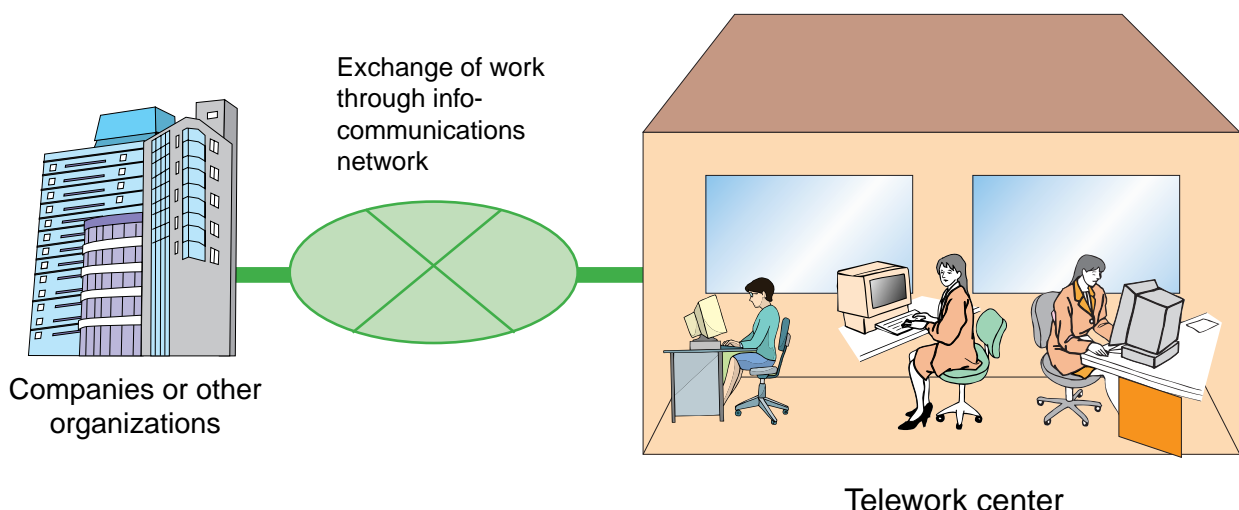 Exchange of work
through info-
communications
network
Companies or other
organizations
Telework center